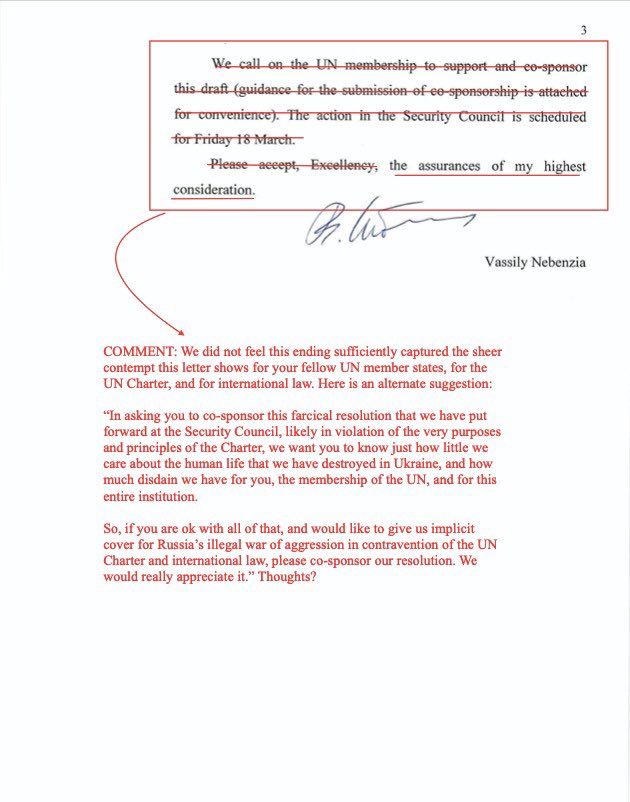 3
We call on the UN membership to support and co-sponsor
this draft (guidance for the submission of co-sponsorship is attached
for convenience). The action in the Security Council is scheduled
for Friday 18 March.
Please accept, Excellency, the assurances of my highest
consideration.
Vassily Nebenzia
COMMENT: We did not feel this ending sufficiently captured the sheer
contempt this letter shows for your fellow UN member states, for the
UN Charter, and for international law. Here is an alternate suggestion:
“In asking you to co-sponsor this farcical resolution that we have put
forward at the Security Council, likely in violation of the very purposes
and principles of the Charter, we want you to know just how little we
care about the human life that we have destroyed in Ukraine, and how
much disdain we have for you, the membership of the UN, and for this
entire institution.
So, if you are ok with all of that, and would like to give us implicit
cover for Russia’s illegal war of aggression in contravention of the UN
Charter and international law, please co-sponsor our resolution. We
would really appreciate it.” Thoughts?